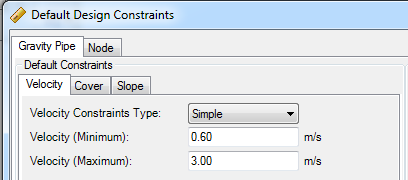 Default Design Constraints
Gravity Pipe Node
Default Constraints
Velocity Cover Slope
Velocity Constraints Type: Simple
Velocity (Minimum): 0.60 m/s
Velocity (Maximum): 3.00 m/s